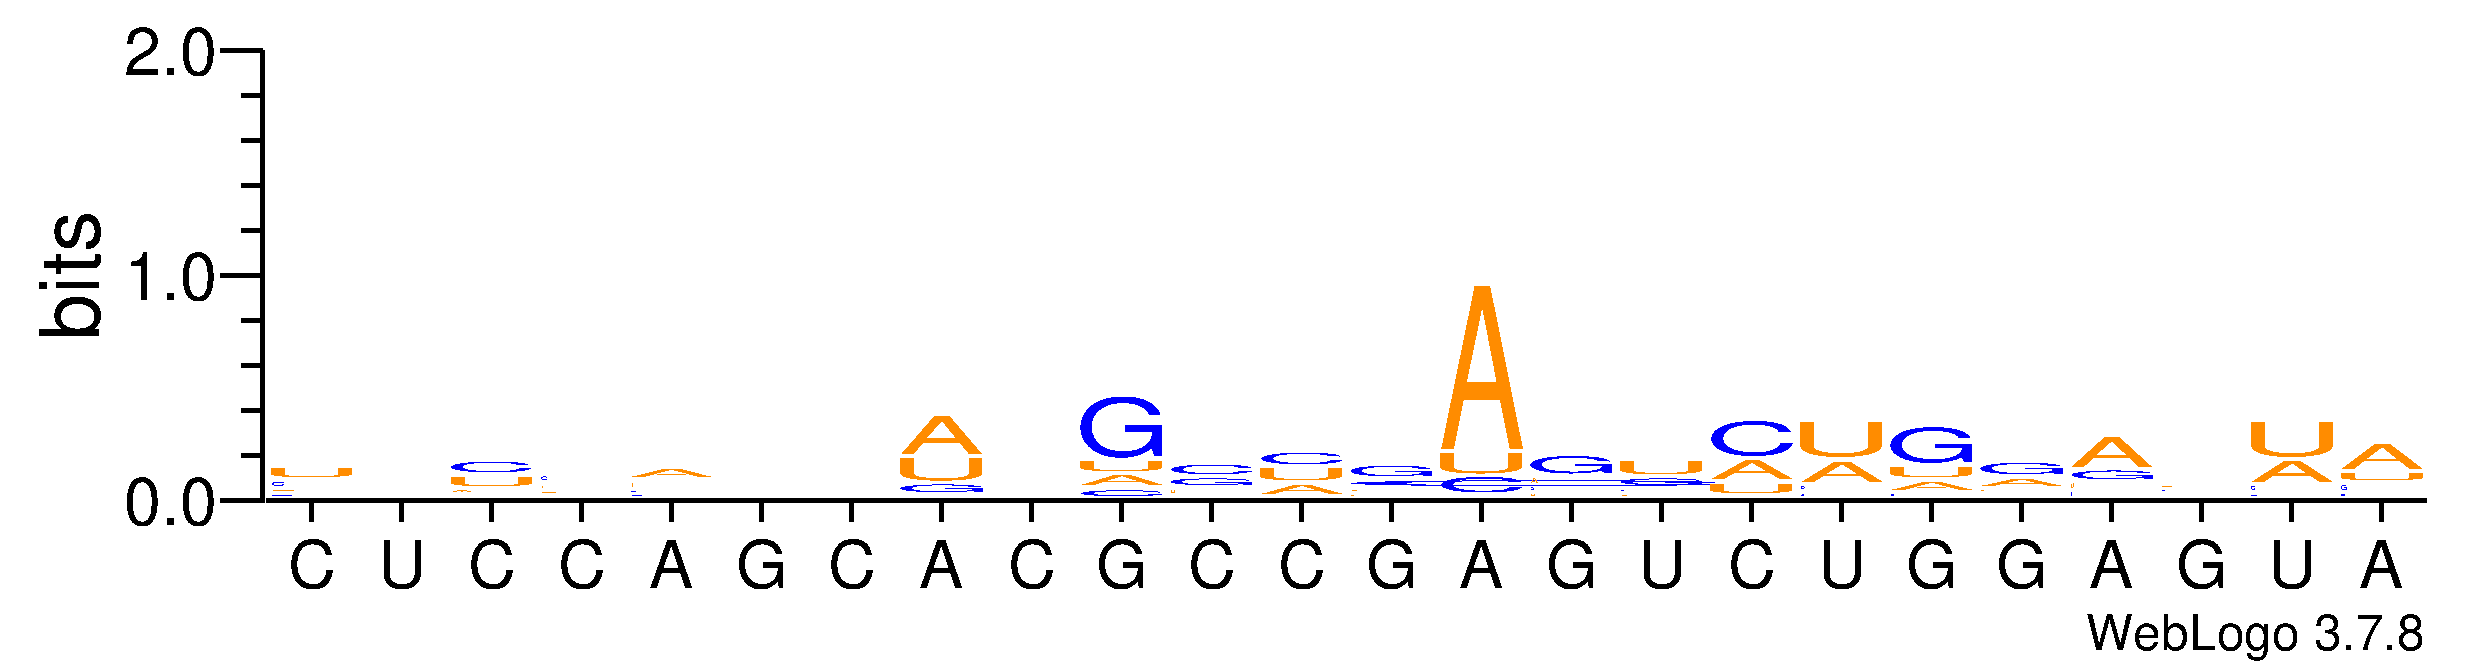 2.0
bits
1.0
0.0
C U C C A G C A C G C C G A G U C U G G A G U A
WebLogo 3.7.8